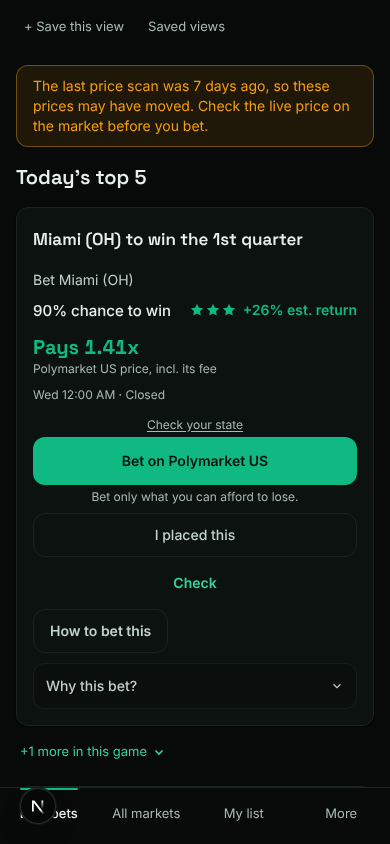 + Save this view Saved views
The last price scan was 7 days ago, so these
prices may have moved. Check the live price on
the market before you bet.
Today's top 5
Miami (OH) to win the 1st quarter
Bet Miami (OH)
90% chance to win ★★★ +26% est. return
Pays 1.41x
Polymarket US price, incl. its fee
Wed 12:00 AM · Closed
Check your state
Bet on Polymarket US
Bet only what you can afford to lose.
I placed this
Check
How to bet this
Why this bet?
+1 more in this game
N bets All markets My list More